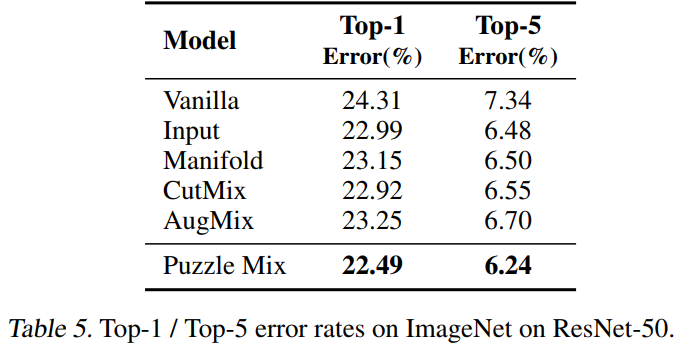 Model Top-1 Error(%) Top-5 Error(%)
Vanilla 24.31 7.34
Input 22.99 6.48
Manifold 23.15 6.50
CutMix 22.92 6.55
AugMix 23.25 6.70
Puzzle Mix 22.49 6.24
Table 5. Top-1 / Top-5 error rates on ImageNet on ResNet-50.